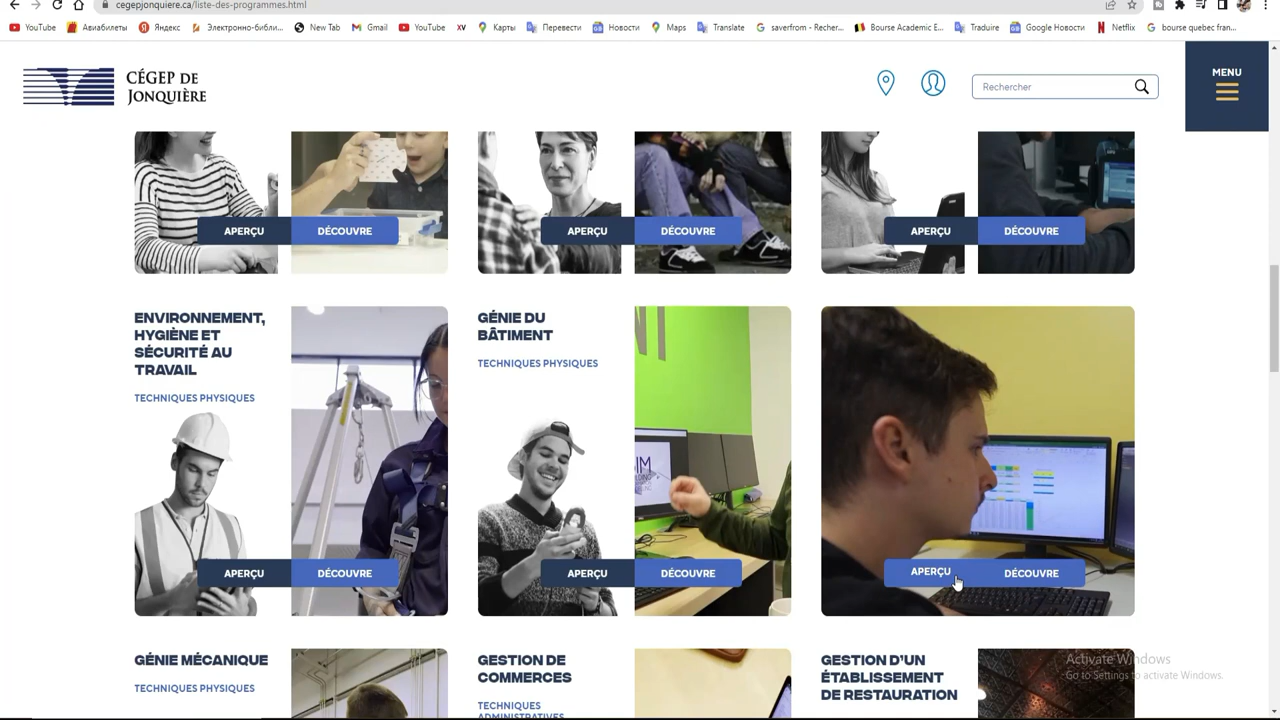 cegepjonquiere.ca/liste-des-programmes.html
YouTube
Авиабилеты
Яндекс
Электронно-библи...
New Tab
Gmail
YouTube
XV
Карты
Перевести
Новости
Maps
Translate
saverfrom - Recher...
Bourse Academic E...
Traduire
Google Новости
Netflix
bourse quebec fran...
CÉGEP DE
JONQUIÈRE
Rechercher
MENU
APERÇU
DÉCOUVRE
APERÇU
DÉCOUVRE
APERÇU
DÉCOUVRE
ENVIRONNEMENT,
HYGIÈNE ET
SÉCURITÉ AU
TRAVAIL
TECHNIQUES PHYSIQUES
GÉNIE DU
BÂTIMENT
TECHNIQUES PHYSIQUES
APERÇU
DÉCOUVRE
APERÇU
DÉCOUVRE
APERÇU
DÉCOUVRE
GÉNIE MÉCANIQUE
TECHNIQUES PHYSIQUES
GESTION DE
COMMERCES
TECHNIQUES
ADMINISTRATIVES
GESTION D'UN
ÉTABLISSEMENT
DE RESTAURATION
Activate Windows
Go to Settings to activate Windows.